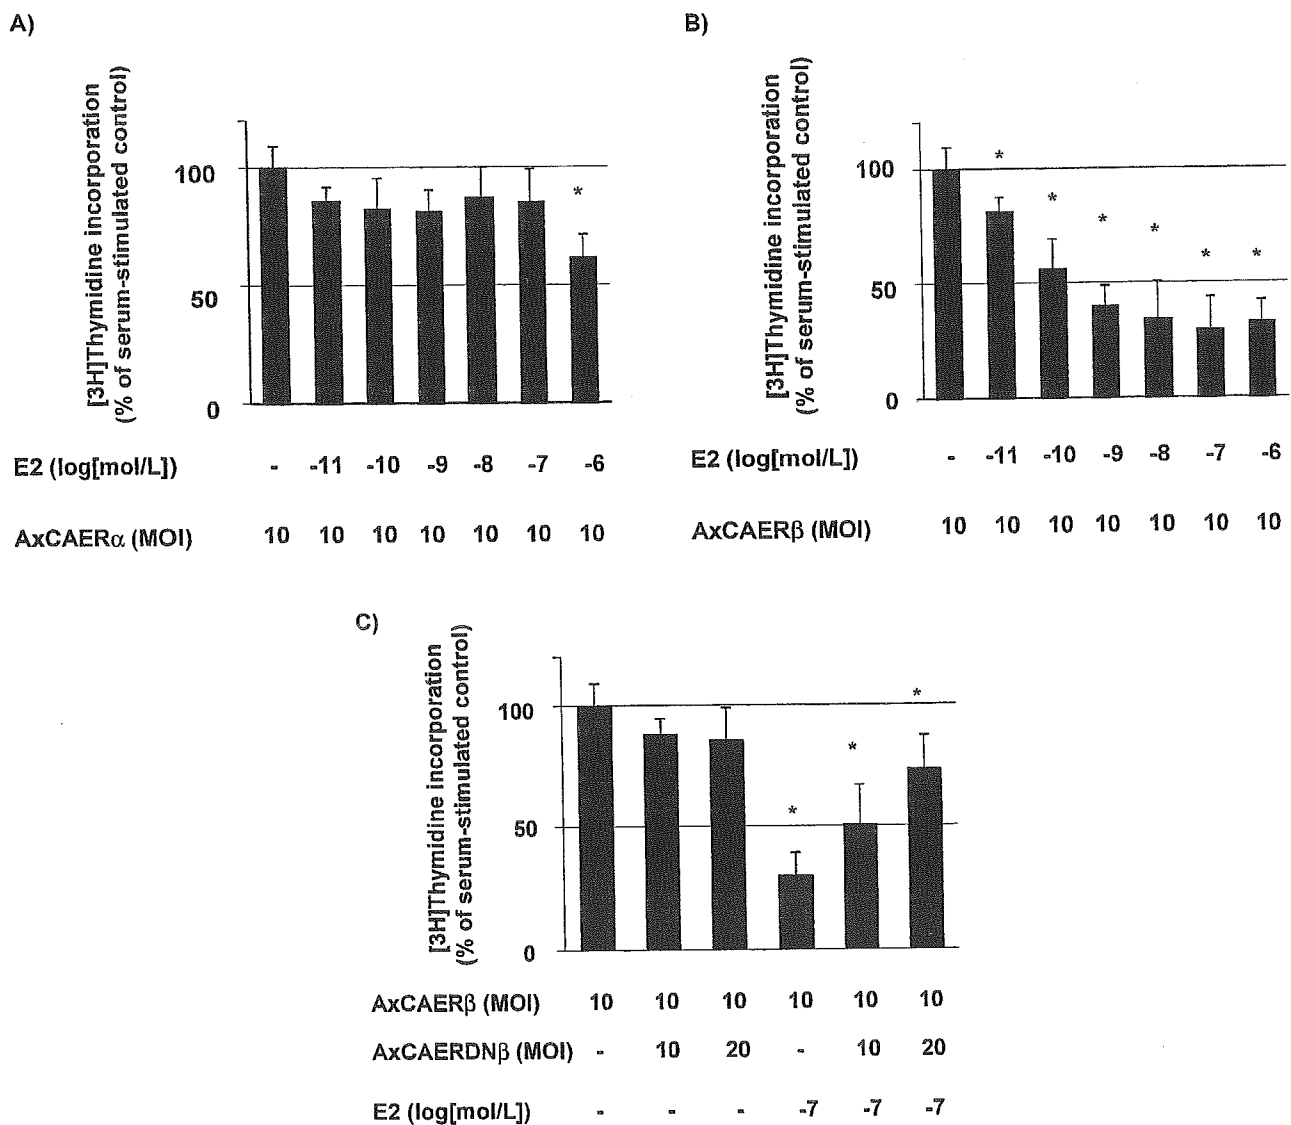 A)
[3H]Thymidine incorporation
(% of serum-stimulated control)
100
50
0
E2 (log[mol/L]) - -11 -10 -9 -8 -7 -6
AxCAERα (MOI) 10 10 10 10 10 10 10
*
B)
[3H]Thymidine incorporation
(% of serum-stimulated control)
100
50
0
* * * * * *
E2 (log[mol/L]) - -11 -10 -9 -8 -7 -6
AxCAERβ (MOI) 10 10 10 10 10 10 10
C)
[3H]Thymidine incorporation
(% of serum-stimulated control)
100
50
0
* * *
AxCAERβ (MOI) 10 10 10 10 10 10
AxCAERDNβ (MOI) - 10 20 - 10 20
E2 (log[mol/L]) - - - -7 -7 -7